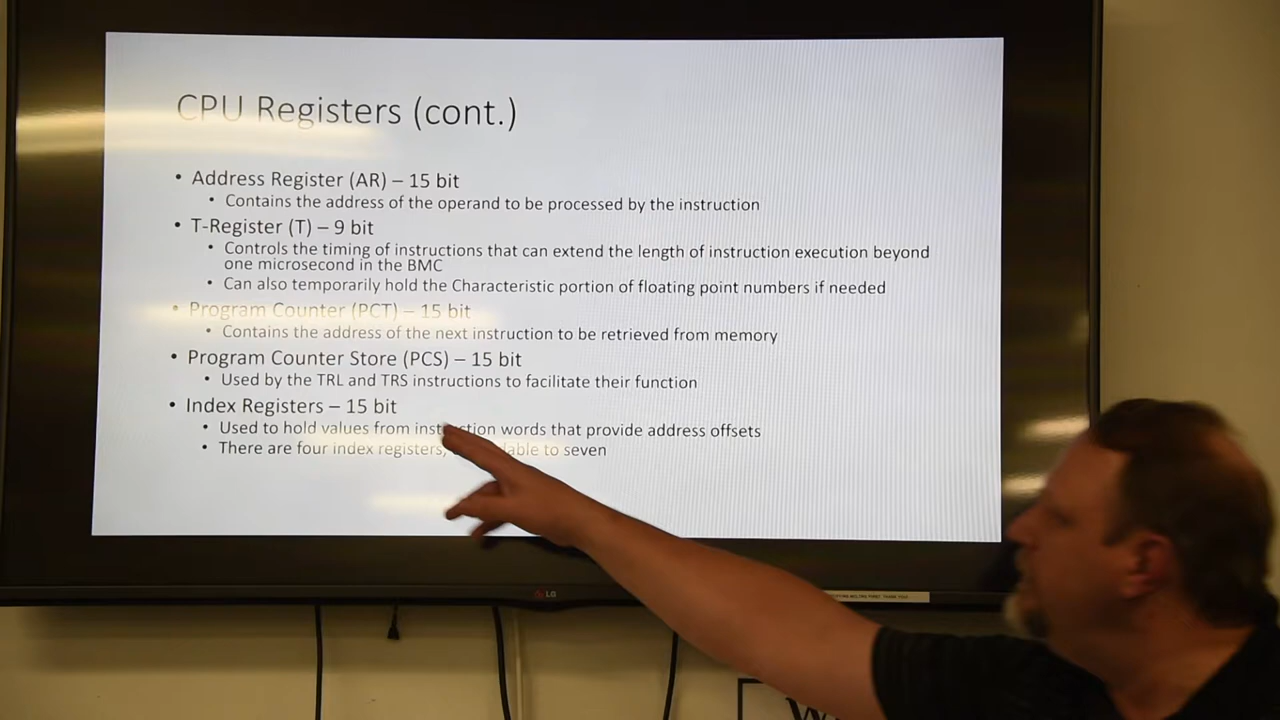 CPU Registers (cont.)
• Address Register (AR) – 15 bit
• Contains the address of the operand to be processed by the instruction
• T-Register (T) – 9 bit
• Controls the timing of instructions that can extend the length of instruction execution beyond
one microsecond in the BMC
• Can also temporarily hold the Characteristic portion of floating point numbers if needed
• Program Counter (PCT) – 15 bit
• Contains the address of the next instruction to be retrieved from memory
• Program Counter Store (PCS) – 15 bit
• Used by the TRL and TRS instructions to facilitate their function
• Index Registers – 15 bit
• Used to hold values from instruction words that provide address offsets
• There are four index registers, to seven
LG